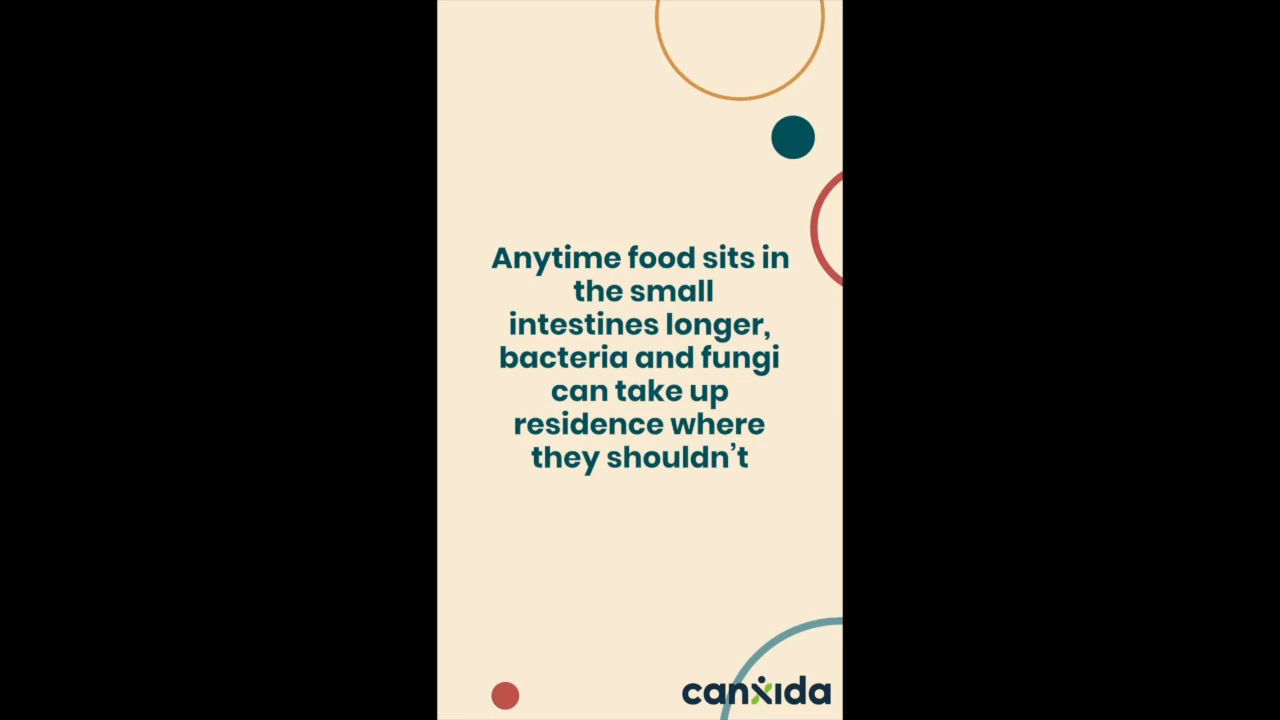 Anytime food sits in
the small
intestines longer,
bacteria and fungi
can take up
residence where
they shouldn’t
canxida